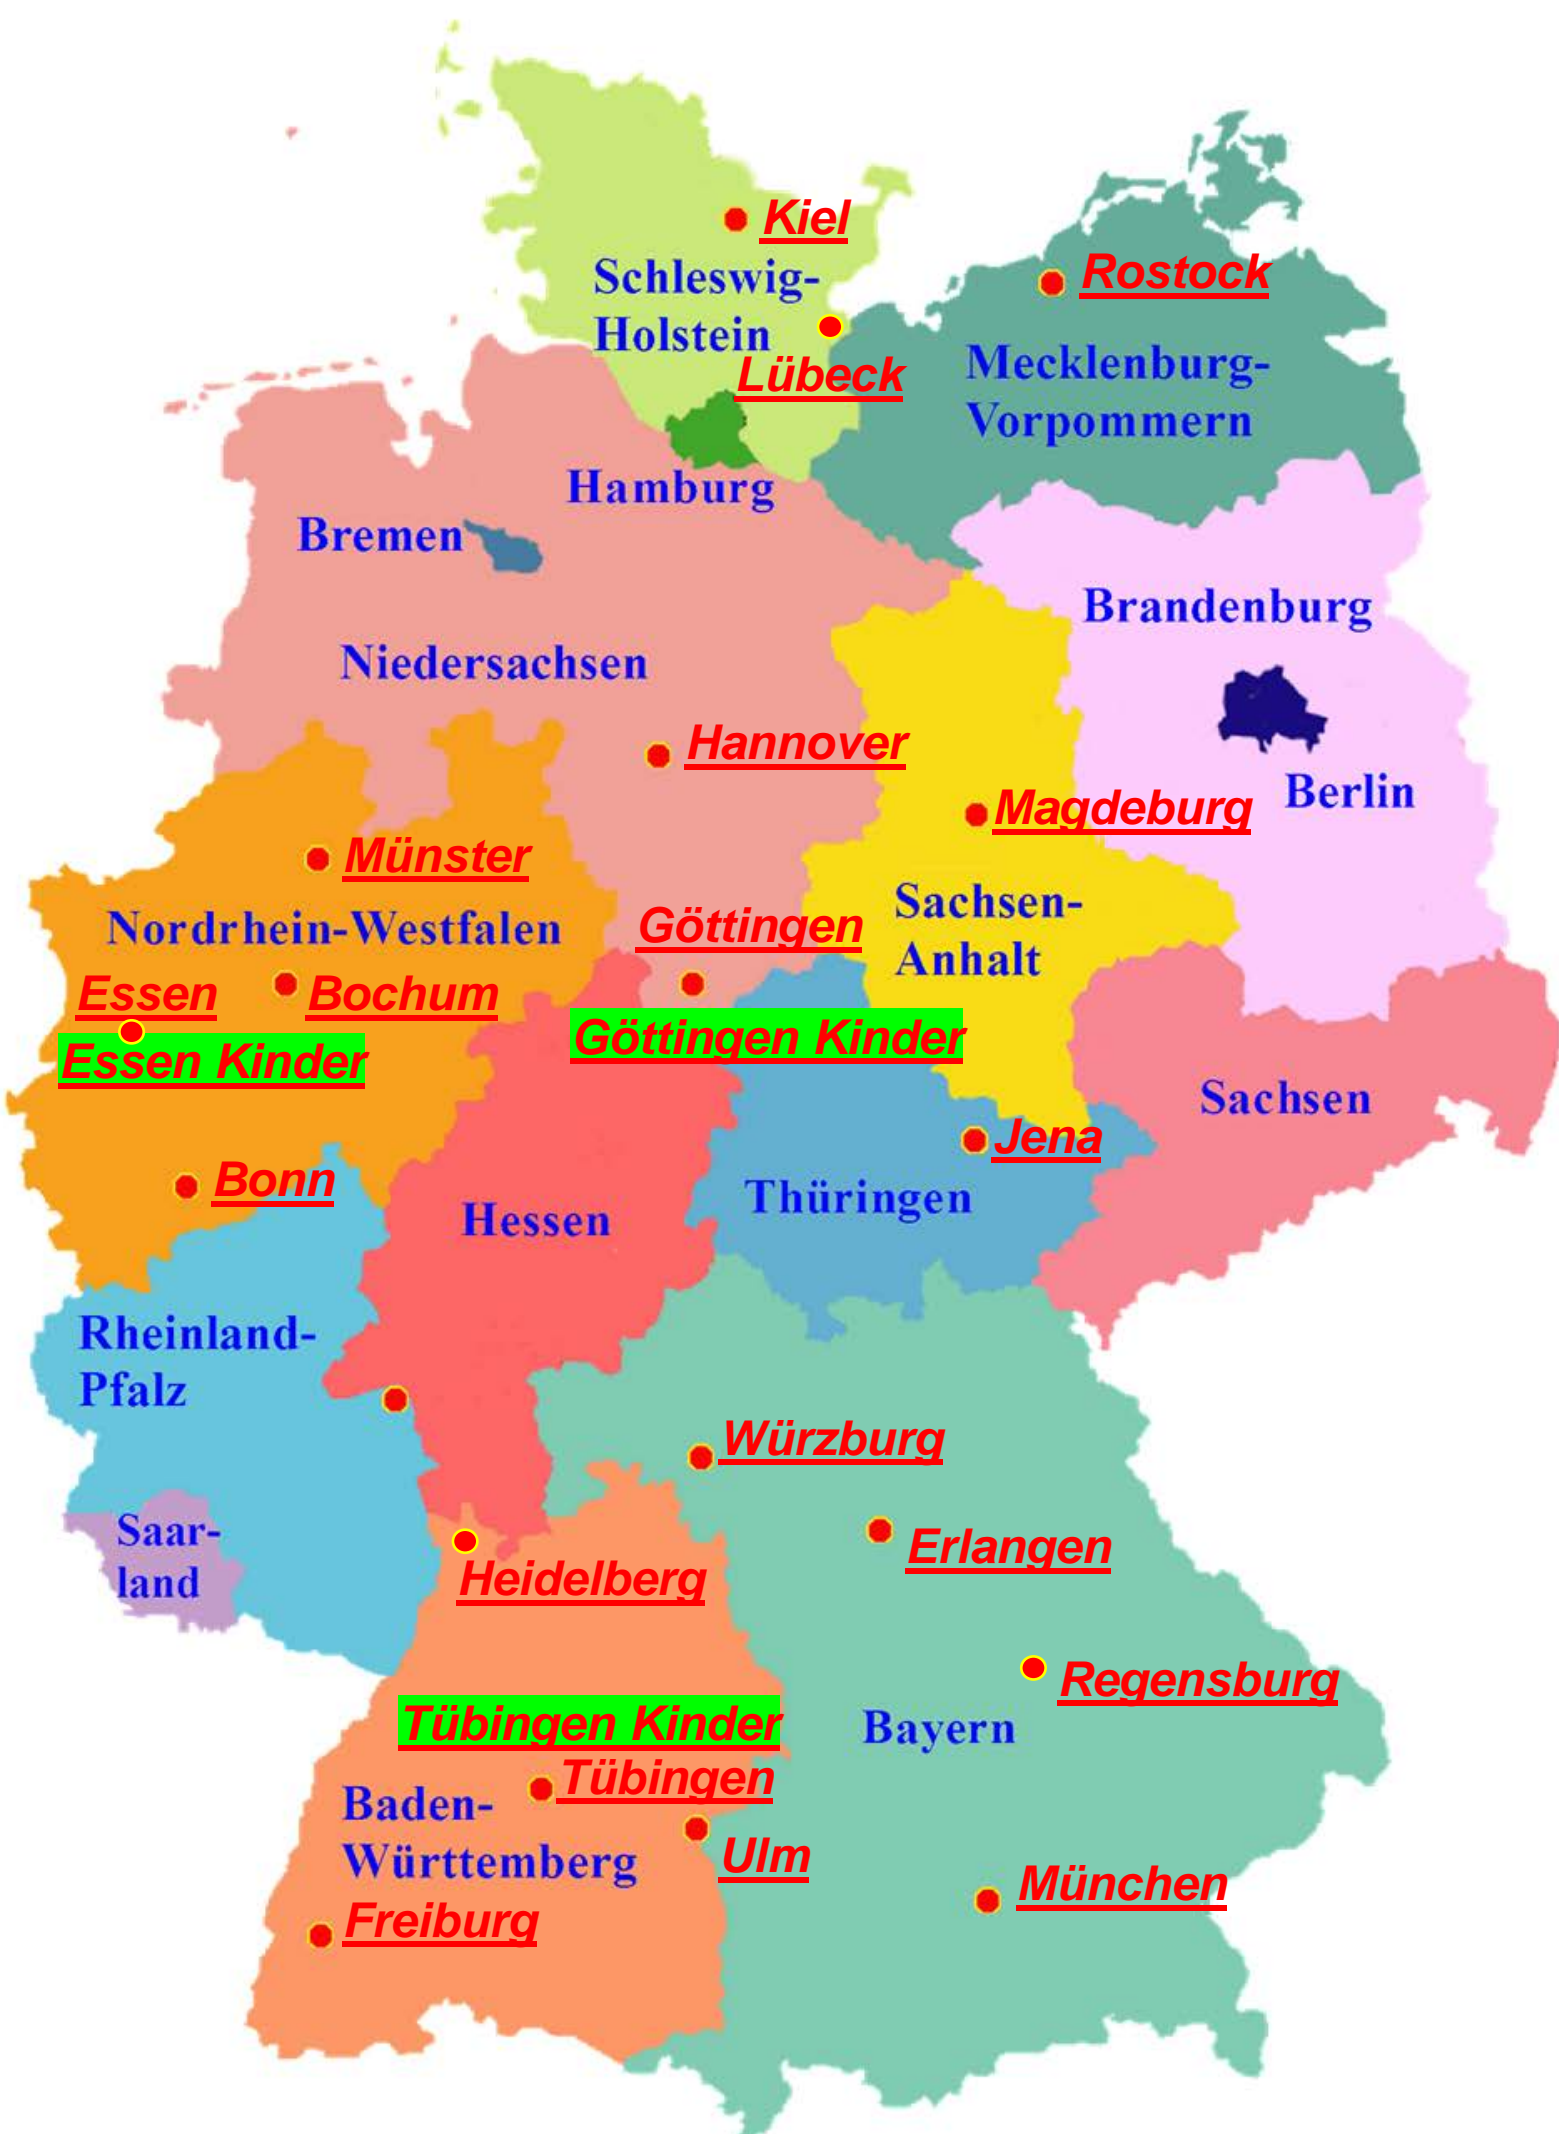 Kiel
Schleswig-
Holstein
Rostock
Lübeck
Mecklenburg-
Vorpommern
Hamburg
Bremen
Brandenburg
Niedersachsen
Hannover
Berlin
Magdeburg
Münster
Nordrhein-Westfalen
Göttingen
Sachsen-
Anhalt
Essen
Bochum
Göttingen Kinder
Essen Kinder
Sachsen
Jena
Bonn
Thüringen
Hessen
Rheinland-
Pfalz
Würzburg
Saar-
land
Erlangen
Heidelberg
Regensburg
Tübingen Kinder
Bayern
Tübingen
Baden-
Württemberg
Ulm
München
Freiburg